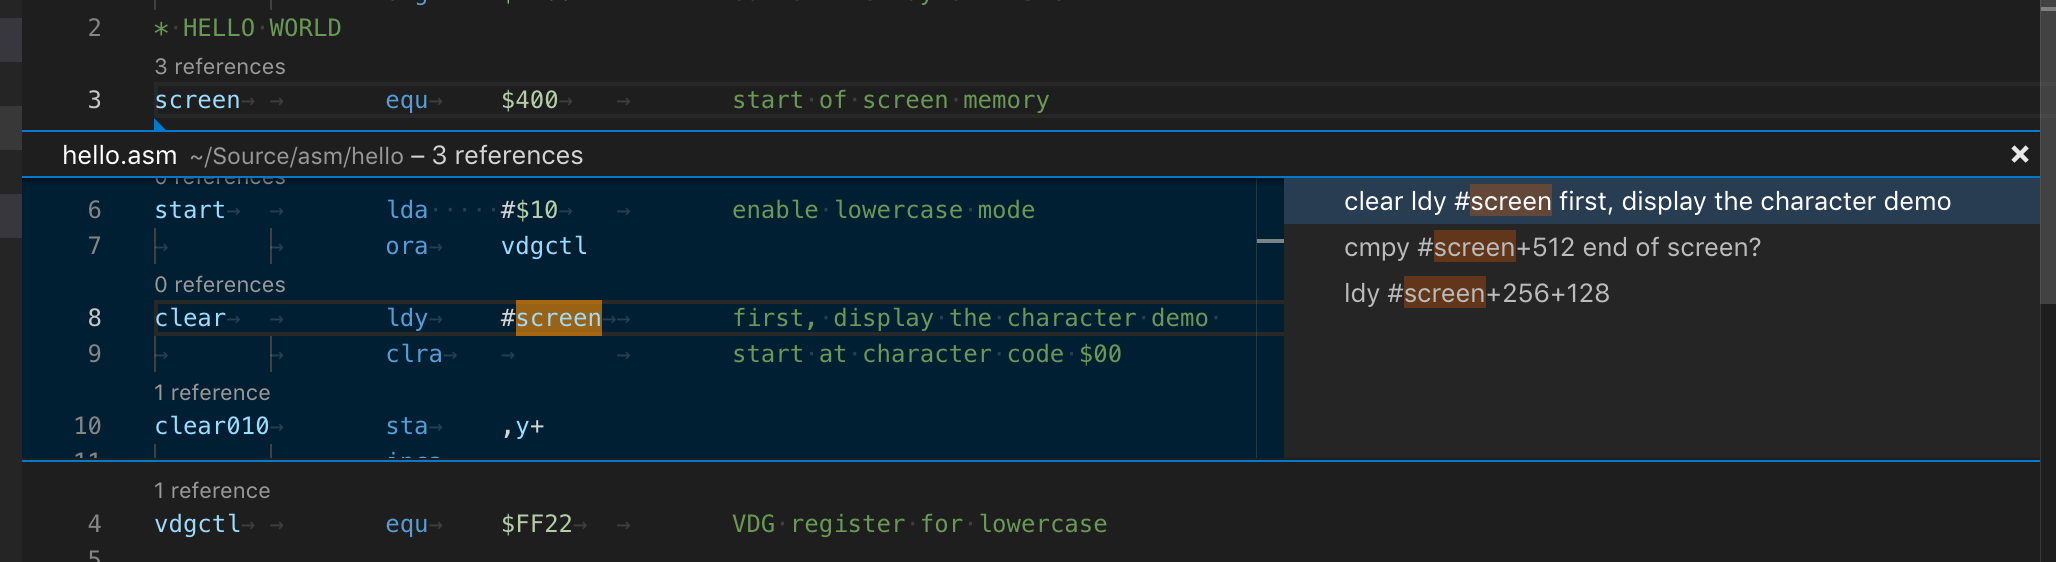 2 * HELLO WORLD
3 references
3 screen equ $400 start of screen memory
hello.asm ~/Source/asm/hello – 3 references
0 references
6 start lda #$10 enable lowercase mode
7 ora vdgctl
0 references
8 clear ldy #screen first, display the character demo
9 clra start at character code $00
1 reference
10 clear010 sta ,y+
11
clear ldy #screen first, display the character demo
cmpy #screen+512 end of screen?
ldy #screen+256+128
1 reference
4 vdgctl equ $FF22 VDG register for lowercase
5